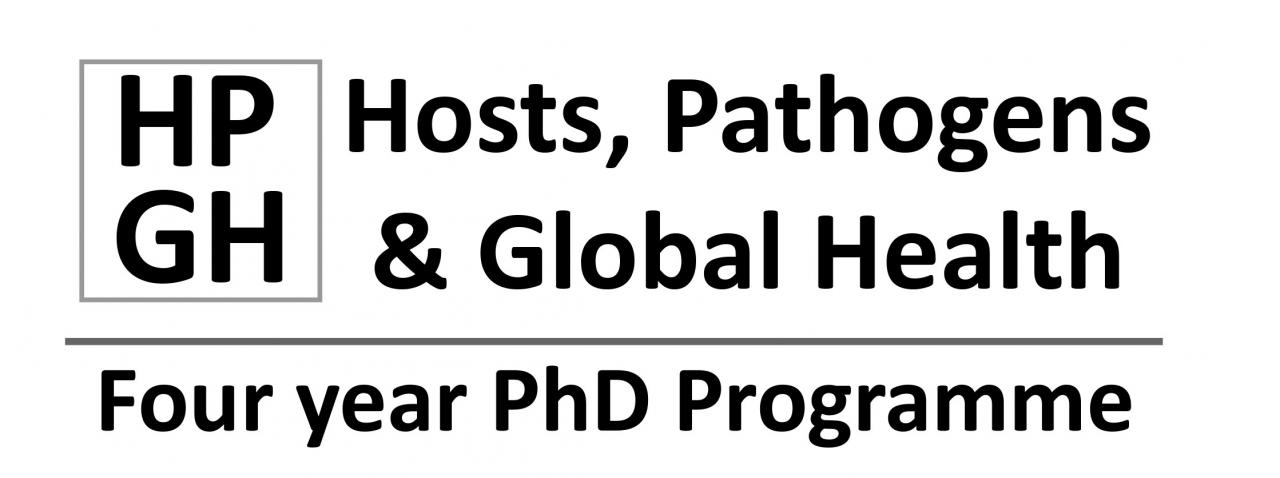 HP
GH
Hosts, Pathogens
& Global Health
Four year PhD Programme